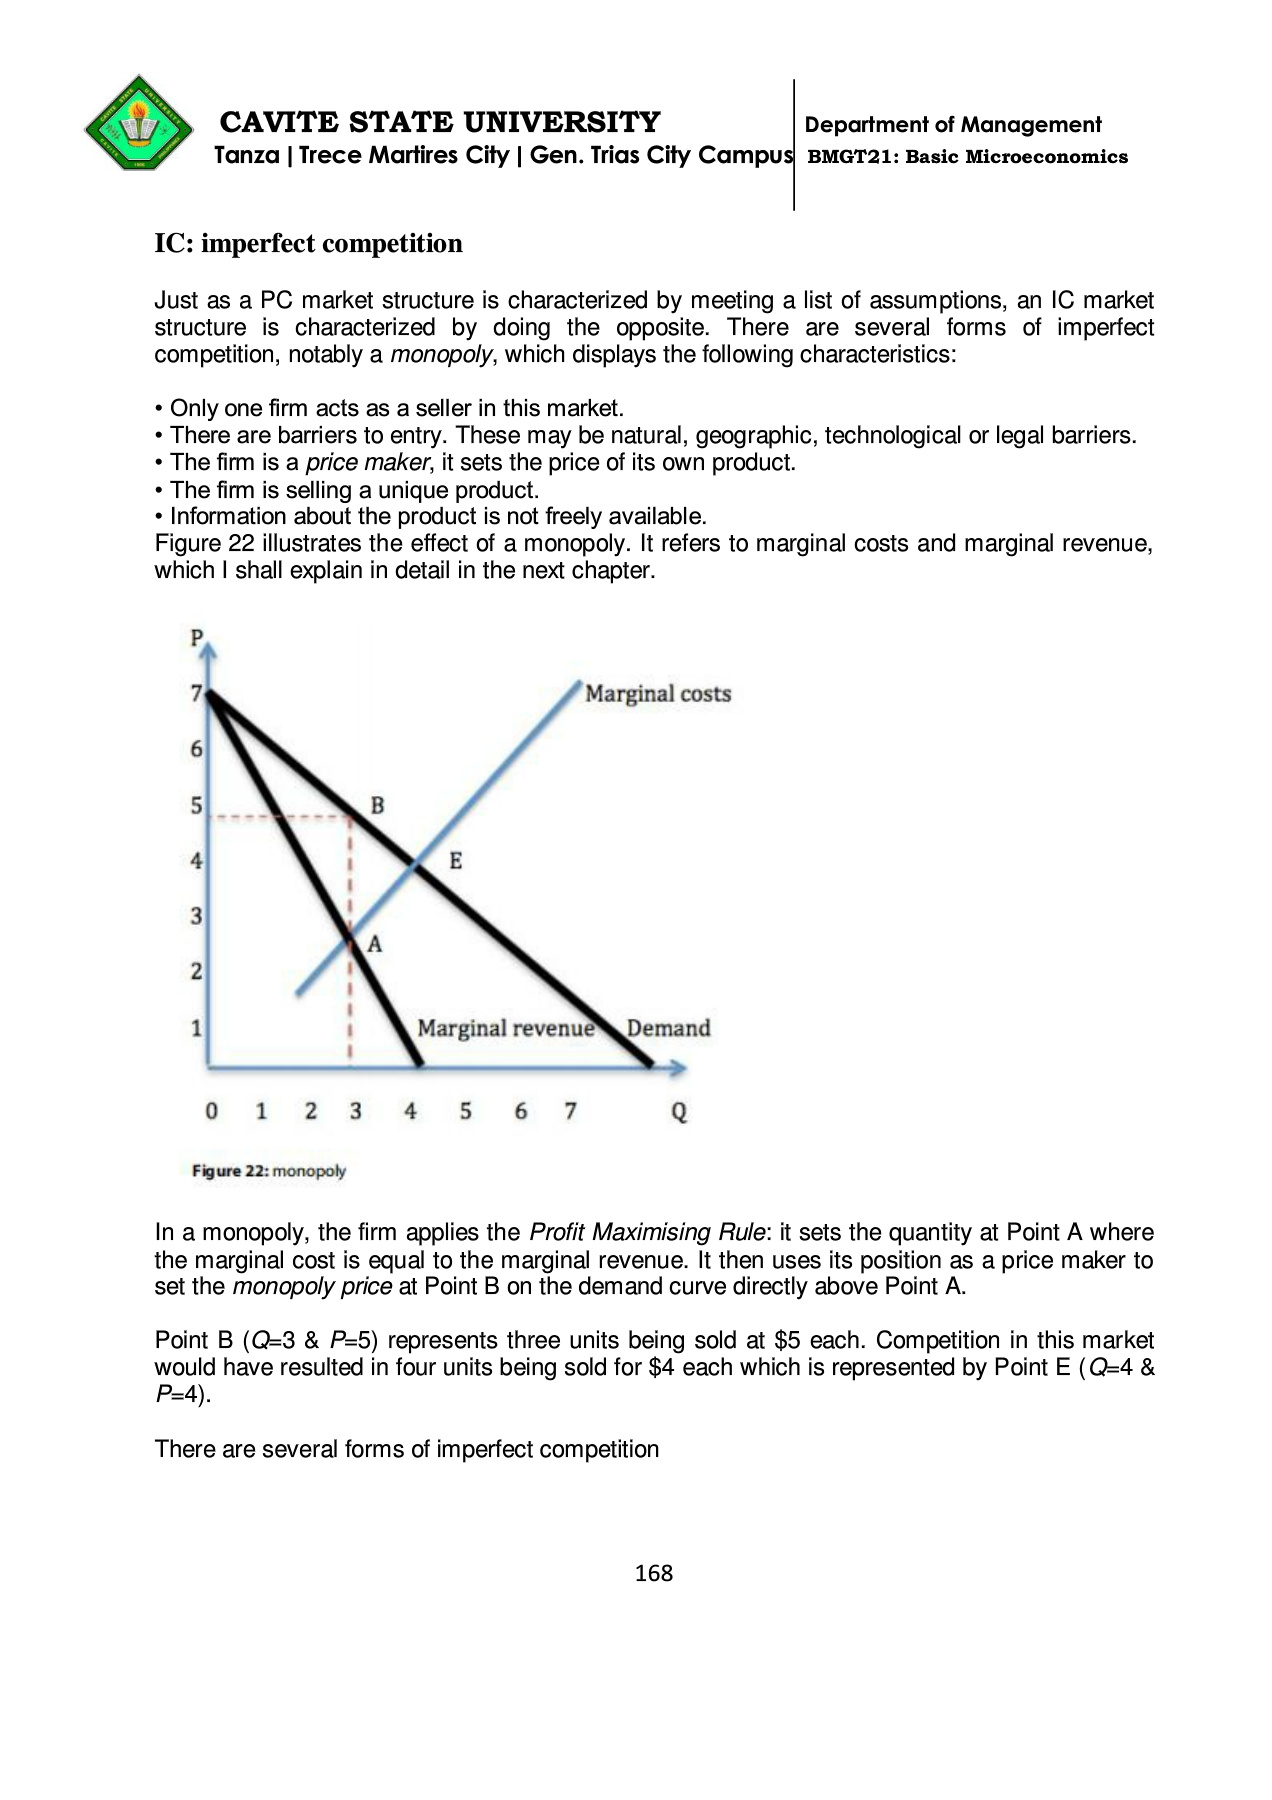 CAVITE STATE UNIVERSITY
Tanza | Trece Martires City | Gen. Trias City Campus
Department of Management
BMGT21: Basic Microeconomics
IC: imperfect competition
Just as a PC market structure is characterized by meeting a list of assumptions, an IC market
structure is characterized by doing the opposite. There are several forms of imperfect
competition, notably a monopoly, which displays the following characteristics:
• Only one firm acts as a seller in this market.
• There are barriers to entry. These may be natural, geographic, technological or legal barriers.
• The firm is a price maker, it sets the price of its own product.
• The firm is selling a unique product.
• Information about the product is not freely available.
Figure 22 illustrates the effect of a monopoly. It refers to marginal costs and marginal revenue,
which I shall explain in detail in the next chapter.
P
7
Marginal costs
6
5
B
4
E
3
A
2
1
Marginal revenue
Demand
0 1 2 3 4 5 6 7 Q
Figure 22: monopoly
In a monopoly, the firm applies the Profit Maximising Rule: it sets the quantity at Point A where
the marginal cost is equal to the marginal revenue. It then uses its position as a price maker to
set the monopoly price at Point B on the demand curve directly above Point A.
Point B (Q=3 & P=5) represents three units being sold at $5 each. Competition in this market
would have resulted in four units being sold for $4 each which is represented by Point E (Q=4 &
P=4).
There are several forms of imperfect competition
168